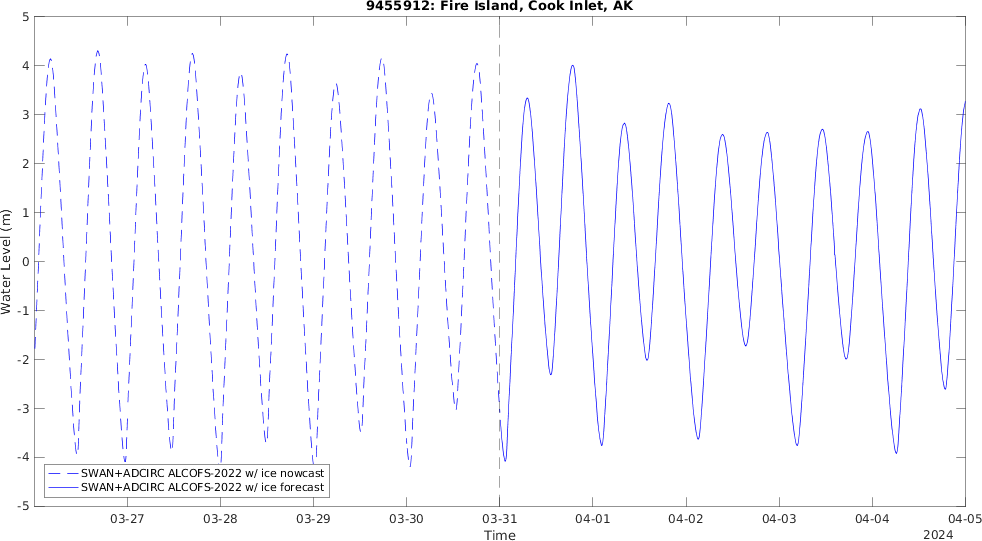 9455912: Fire Island, Cook Inlet, AK
5
4
3
2
1
0
-1
-2
-3
-4
-5
Water Level (m)
SWAN+ADCIRC ALCOFS-2022 w/ ice nowcast
SWAN+ADCIRC ALCOFS-2022 w/ ice forecast
03-27 03-28 03-29 03-30 03-31 04-01 04-02 04-03 04-04 04-05
Time
2024